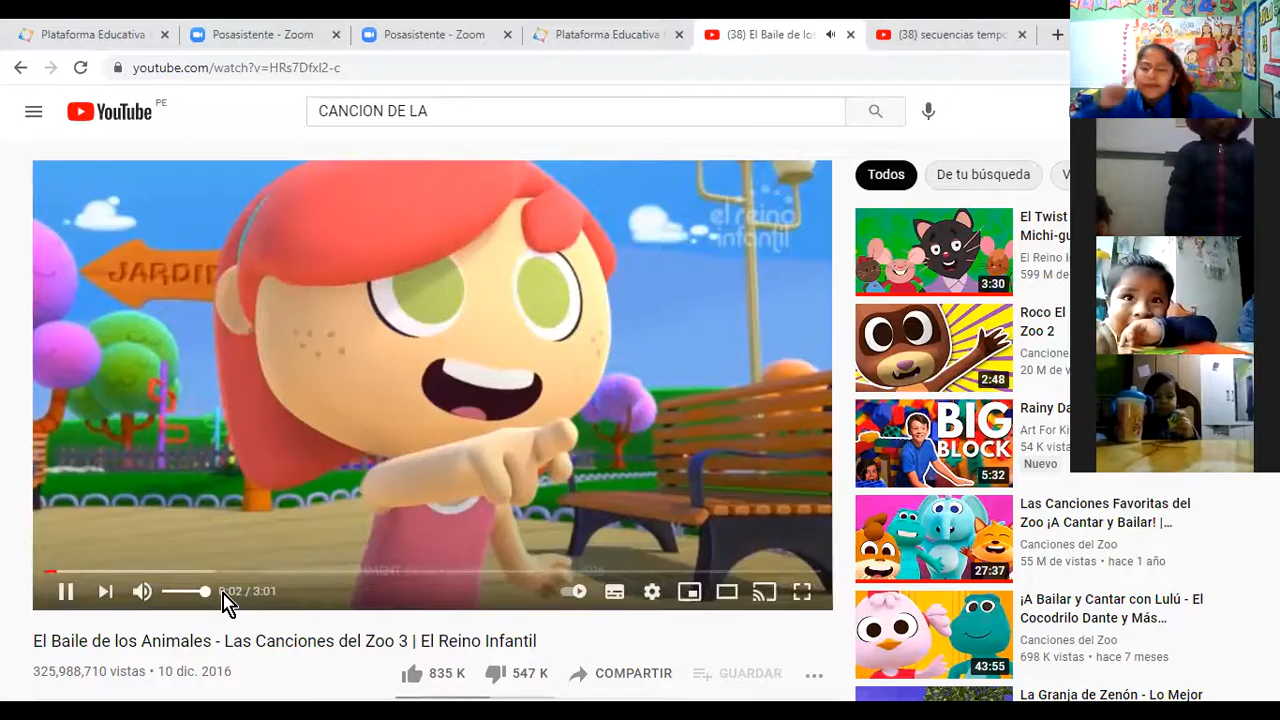 Plataforma Educativa
Posasistente - Zoom
Posasistente - Zo
Plataforma Educativa
(38) El Baile de los
(38) secuencias tempo
youtube.com/watch?v=HRs7Dfxl2-c
YouTube PE
CANCION DE LA
el reino
infantil
JARDIN
0:02 / 3:01
El Baile de los Animales - Las Canciones del Zoo 3 | El Reino Infantil
325,988,710 vistas • 10 dic. 2016
835 K
547 K
COMPARTIR
GUARDAR
Todos
De tu búsqueda
El Twist
Michi-gu
El Reino I
599 M de
3:30
Roco El
Zoo 2
Cancione
20 M de v
2:48
Rainy Da
Art For Ki
54 K vista
Nuevo
BIG
BLOCK
5:32
Las Canciones Favoritas del
Zoo ¡A Cantar y Bailar! |...
Canciones del Zoo
55 M de vistas • hace 1 año
27:37
¡A Bailar y Cantar con Lulú - El
Cocodrilo Dante y Más...
Canciones del Zoo
698 K vistas • hace 7 meses
43:55
La Granja de Zenón - Lo Mejor